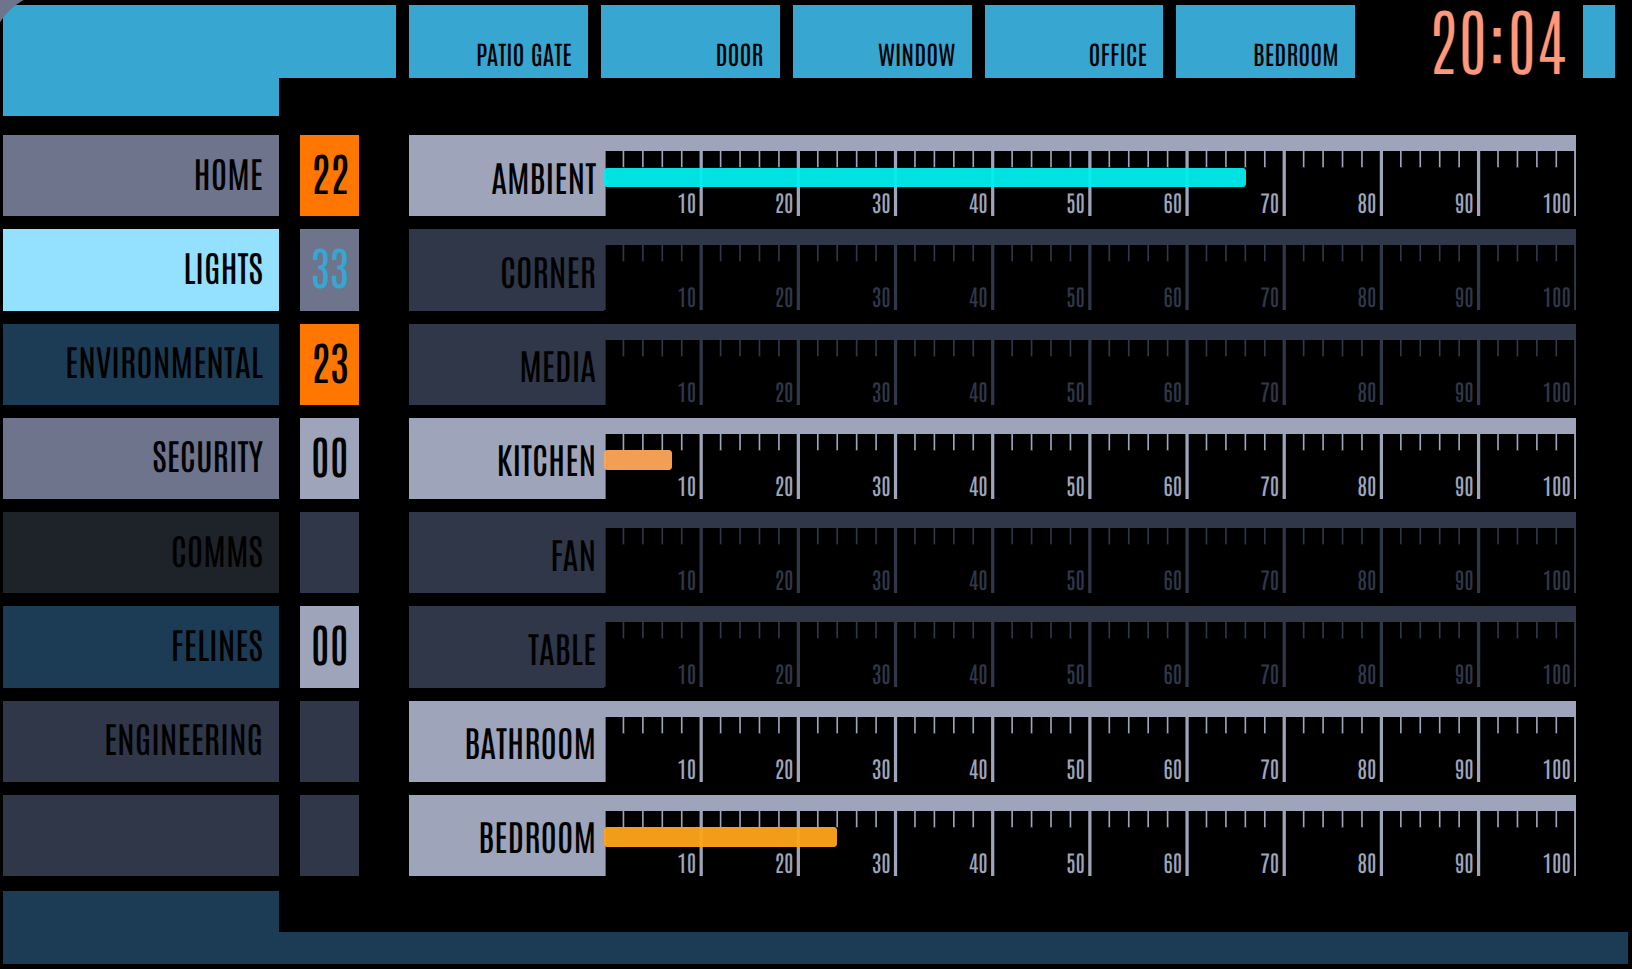 PATIO GATE
DOOR
WINDOW
OFFICE
BEDROOM
20:04
HOME 22
AMBIENT 10 20 30 40 50 60 70 80 90 100
LIGHTS 33
CORNER 10 20 30 40 50 60 70 80 90 100
ENVIRONMENTAL 23
MEDIA 10 20 30 40 50 60 70 80 90 100
SECURITY 00
KITCHEN 10 20 30 40 50 60 70 80 90 100
COMMS
FAN 10 20 30 40 50 60 70 80 90 100
FELINES 00
TABLE 10 20 30 40 50 60 70 80 90 100
ENGINEERING
BATHROOM 10 20 30 40 50 60 70 80 90 100
BEDROOM 10 20 30 40 50 60 70 80 90 100